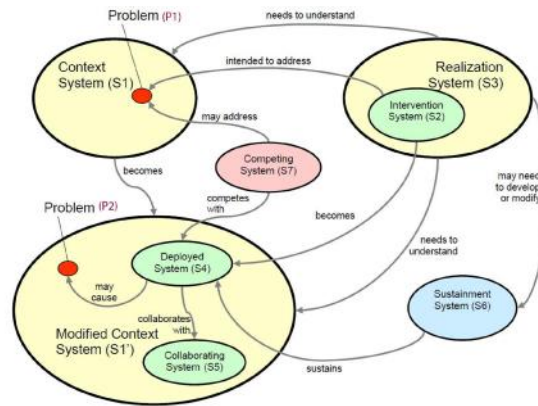 Problem (P1)
needs to understand
Context
System (S1)
intended to address
Realization
System (S3)
Intervention
System (S2)
may address
Competing
System (S7)
becomes
competes
with
may need
to develop
or modify
Problem (P2)
becomes
needs to
understand
Deployed
System (S4)
may
cause
Sustainment
System (S6)
collaborates
with
Modified Context
System (S1')
Collaborating
System (S5)
sustains